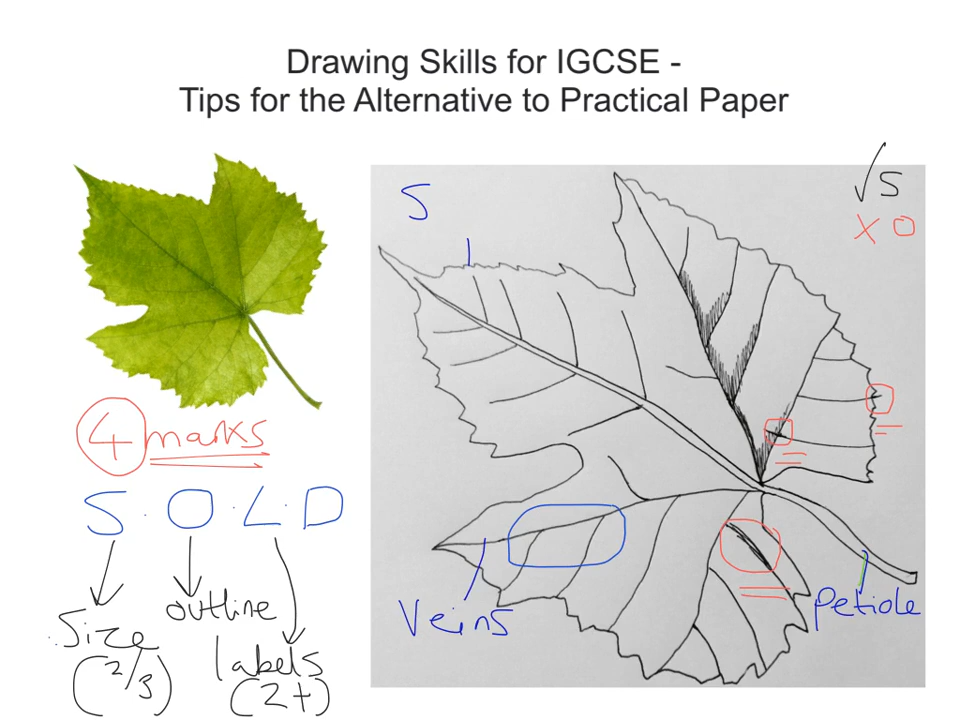 Drawing Skills for IGCSE -
Tips for the Alternative to Practical Paper
4 marks
S.O.L.D
Size
(2/3)
outline
labels
(2+)
S
✓ S
X O
Veins
Petiole